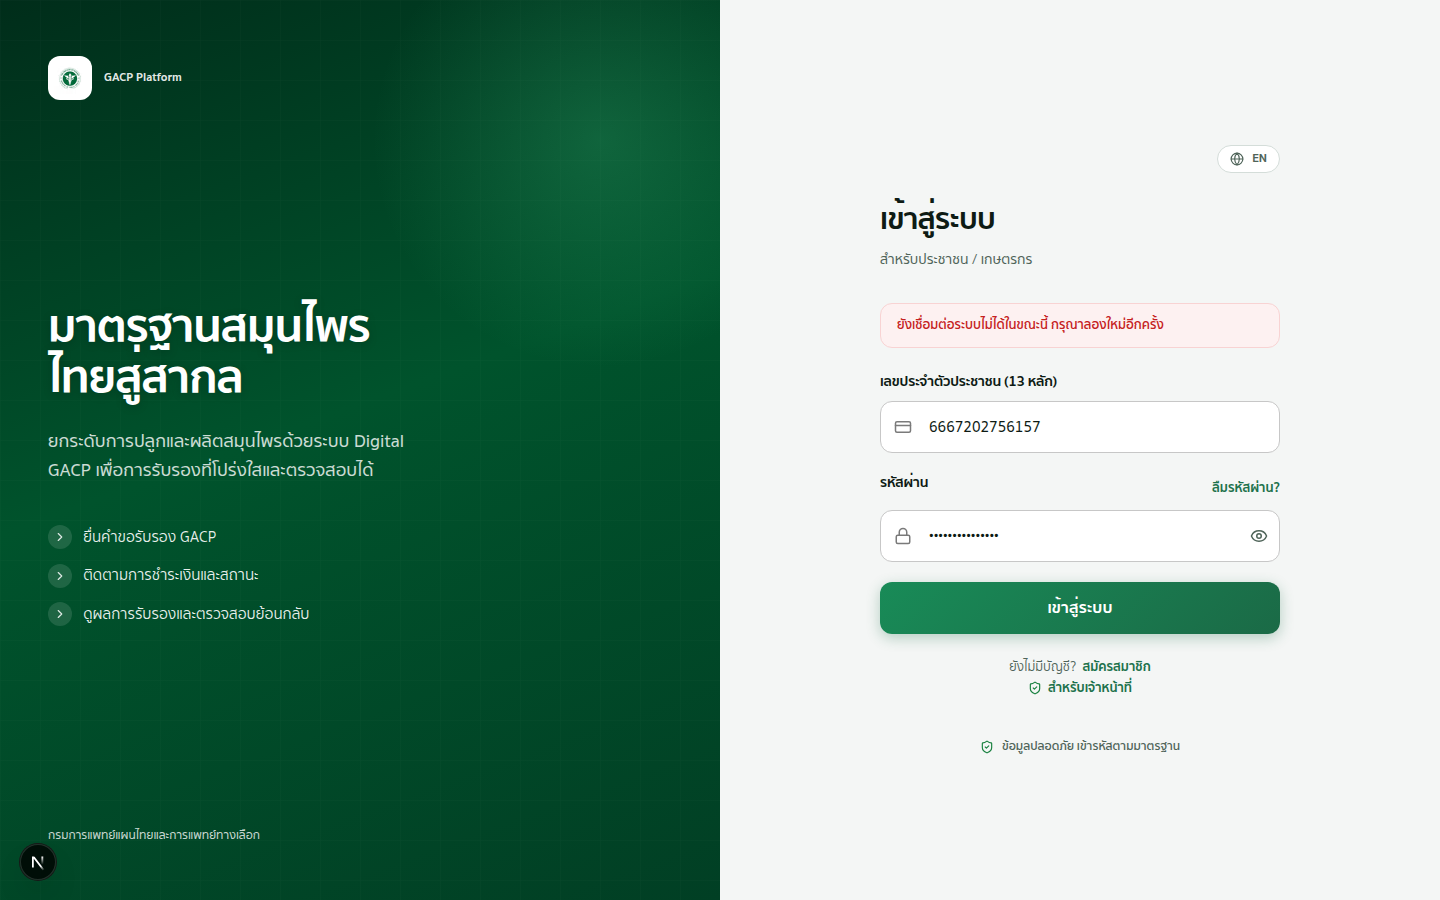 GACP Platform
มาตรฐานสมุนไพร
ไทยสู่สากล
ยกระดับการปลูกและผลิตสมุนไพรด้วยระบบ Digital
GACP เพื่อการรับรองที่โปร่งใสและตรวจสอบได้
ยื่นคำขอรับรอง GACP
ติดตามการชำระเงินและสถานะ
ดูผลการรับรองและตรวจสอบย้อนกลับ
กรมการแพทย์แผนไทยและการแพทย์ทางเลือก
N
EN
เข้าสู่ระบบ
สำหรับประชาชน / เกษตรกร
ยังเชื่อมต่อระบบไม่ได้ในขณะนี้ กรุณาลองใหม่อีกครั้ง
เลขประจำตัวประชาชน (13 หลัก)
6667202756157
รหัสผ่าน
ลืมรหัสผ่าน?
•••••••••••••••
เข้าสู่ระบบ
ยังไม่มีบัญชี? สมัครสมาชิก
สำหรับเจ้าหน้าที่
ข้อมูลปลอดภัย เข้ารหัสตามมาตรฐาน